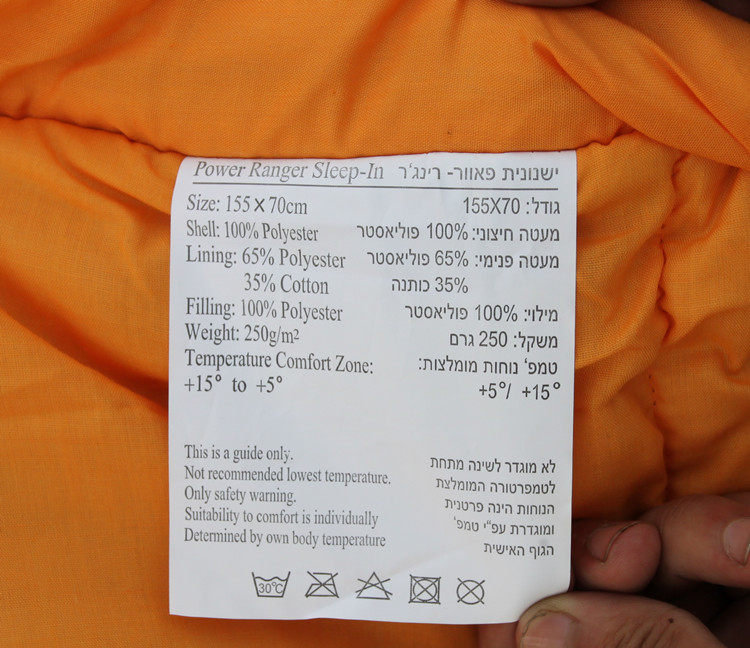 Power Ranger Sleep-In ישנונית פאוור- רינג'ר
Size: 155 x 70cm
Shell: 100% Polyester
Lining: 65% Polyester
35% Cotton
Filling: 100% Polyester
Weight: 250g/m²
Temperature Comfort Zone:
+15° to +5°
גודל: 155X70
מעטה חיצוני: 100% פוליאסטר
מעטה פנימי: 65% פוליאסטר
35% כותנה
מילוי: 100% פוליאסטר
משקל: 250 גרם
טמפ' נוחות מומלצות:
+5°/ +15°
This is a guide only.
Not recommended lowest temperature.
Only safety warning.
Suitability to comfort is individually
Determined by own body temperature
לא מוגדר לשינה מתחת
לטמפרטורה המומלצת
הנוחות הינה פרטנית
ומוגדרת עפ"י טמפ'
הגוף האישית
30°C